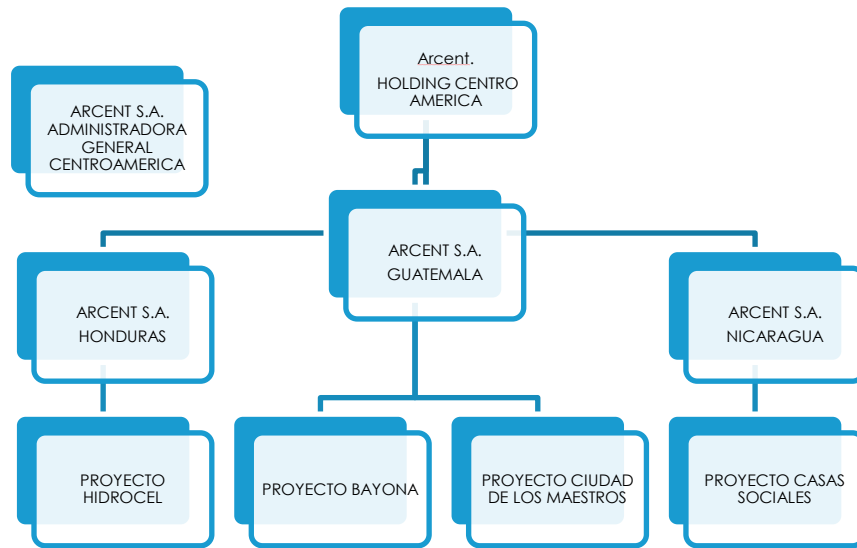 Arcent.
HOLDING CENTRO
AMERICA
ARCENT S.A.
ADMINISTRADORA
GENERAL
CENTROAMERICA
ARCENT S.A.
GUATEMALA
ARCENT S.A.
HONDURAS
ARCENT S.A.
NICARAGUA
PROYECTO
HIDROCEL
PROYECTO BAYONA
PROYECTO CIUDAD
DE LOS MAESTROS
PROYECTO CASAS
SOCIALES